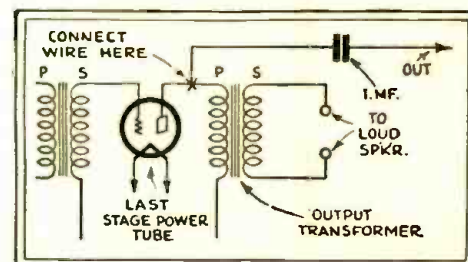 CONNECT
WIRE HERE
P
S
P
S
OUT
1.MF.
TO
LOUD
SPKR.
LAST
STAGE POWER
TUBE
OUTPUT
TRANSFORMER